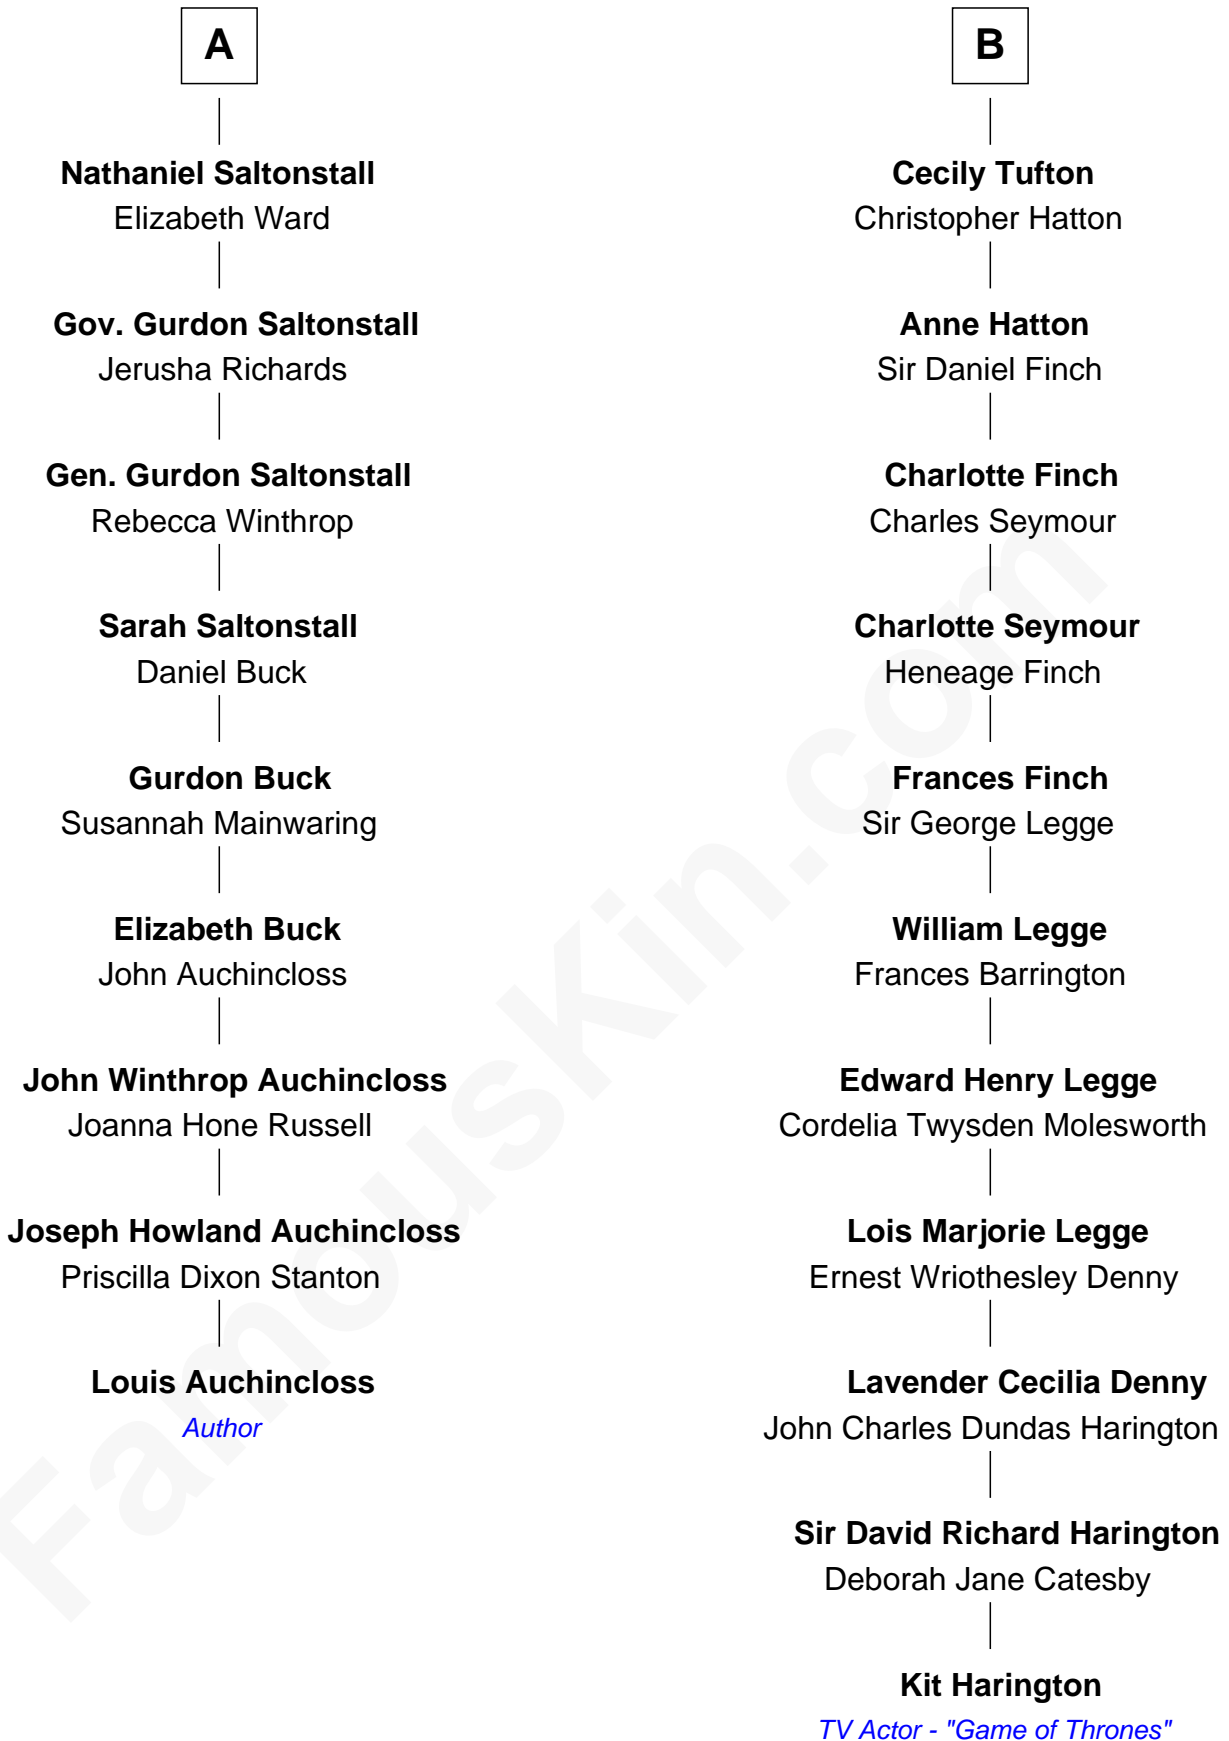 A
Nathaniel Saltonstall
Elizabeth Ward
Gov. Gurdon Saltonstall
Jerusha Richards
Gen. Gurdon Saltonstall
Rebecca Winthrop
Sarah Saltonstall
Daniel Buck
Gurdon Buck
Susannah Mainwaring
Elizabeth Buck
John Auchincloss
John Winthrop Auchincloss
Joanna Hone Russell
Joseph Howland Auchincloss
Priscilla Dixon Stanton
Louis Auchincloss
Author
B
Cecily Tufton
Christopher Hatton
Anne Hatton
Sir Daniel Finch
Charlotte Finch
Charles Seymour
Charlotte Seymour
Heneage Finch
Frances Finch
Sir George Legge
William Legge
Frances Barrington
Edward Henry Legge
Cordelia Twysden Molesworth
Lois Marjorie Legge
Ernest Wriothesley Denny
Lavender Cecilia Denny
John Charles Dundas Harington
Sir David Richard Harington
Deborah Jane Catesby
Kit Harington
TV Actor - "Game of Thrones"
FamousKin.com